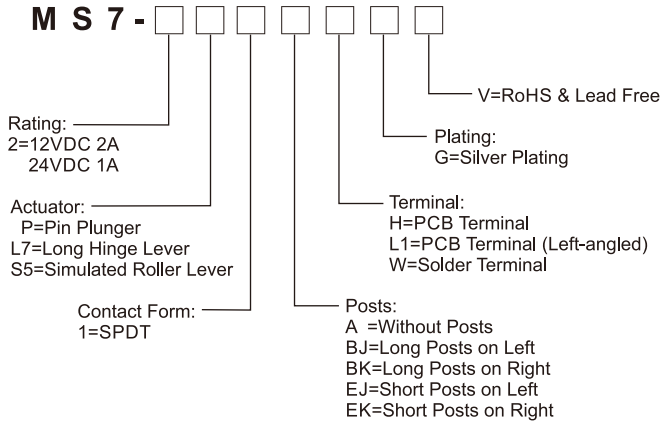 MS7-
V=RoHS & Lead Free
Rating:
2=12VDC 2A
24VDC 1A
Plating:
G=Silver Plating
Actuator:
P=Pin Plunger
L7=Long Hinge Lever
S5=Simulated Roller Lever
Terminal:
H=PCB Terminal
L1=PCB Terminal (Left-angled)
W=Solder Terminal
Contact Form:
1=SPDT
Posts:
A =Without Posts
BJ=Long Posts on Left
BK=Long Posts on Right
EJ=Short Posts on Left
EK=Short Posts on Right